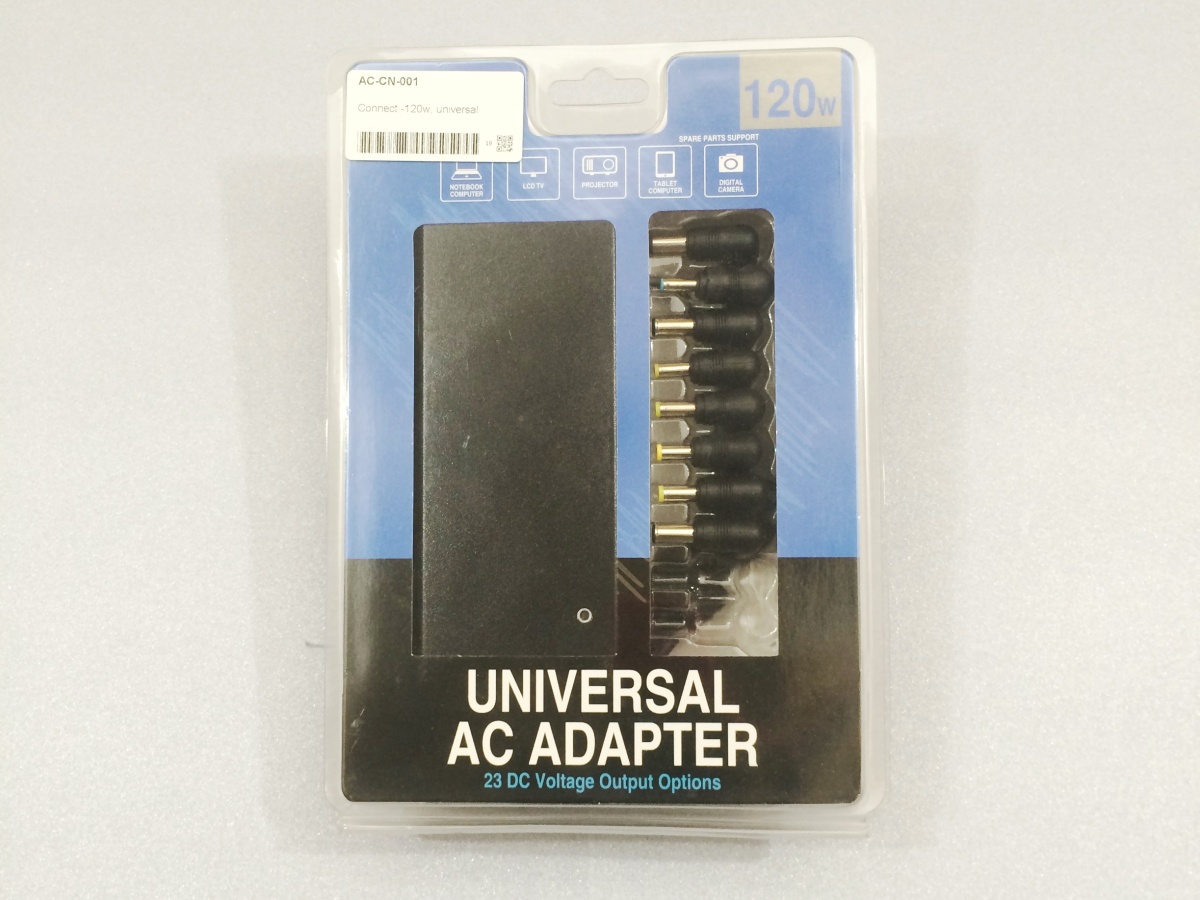 AC-CN-001
Connect -120w, universal
18
120w
SPARE PARTS SUPPORT
NOTEBOOK
COMPUTER
LCD TV
PROJECTOR
TABLET
COMPUTER
DIGITAL
CAMERA
UNIVERSAL
AC ADAPTER
23 DC Voltage Output Options